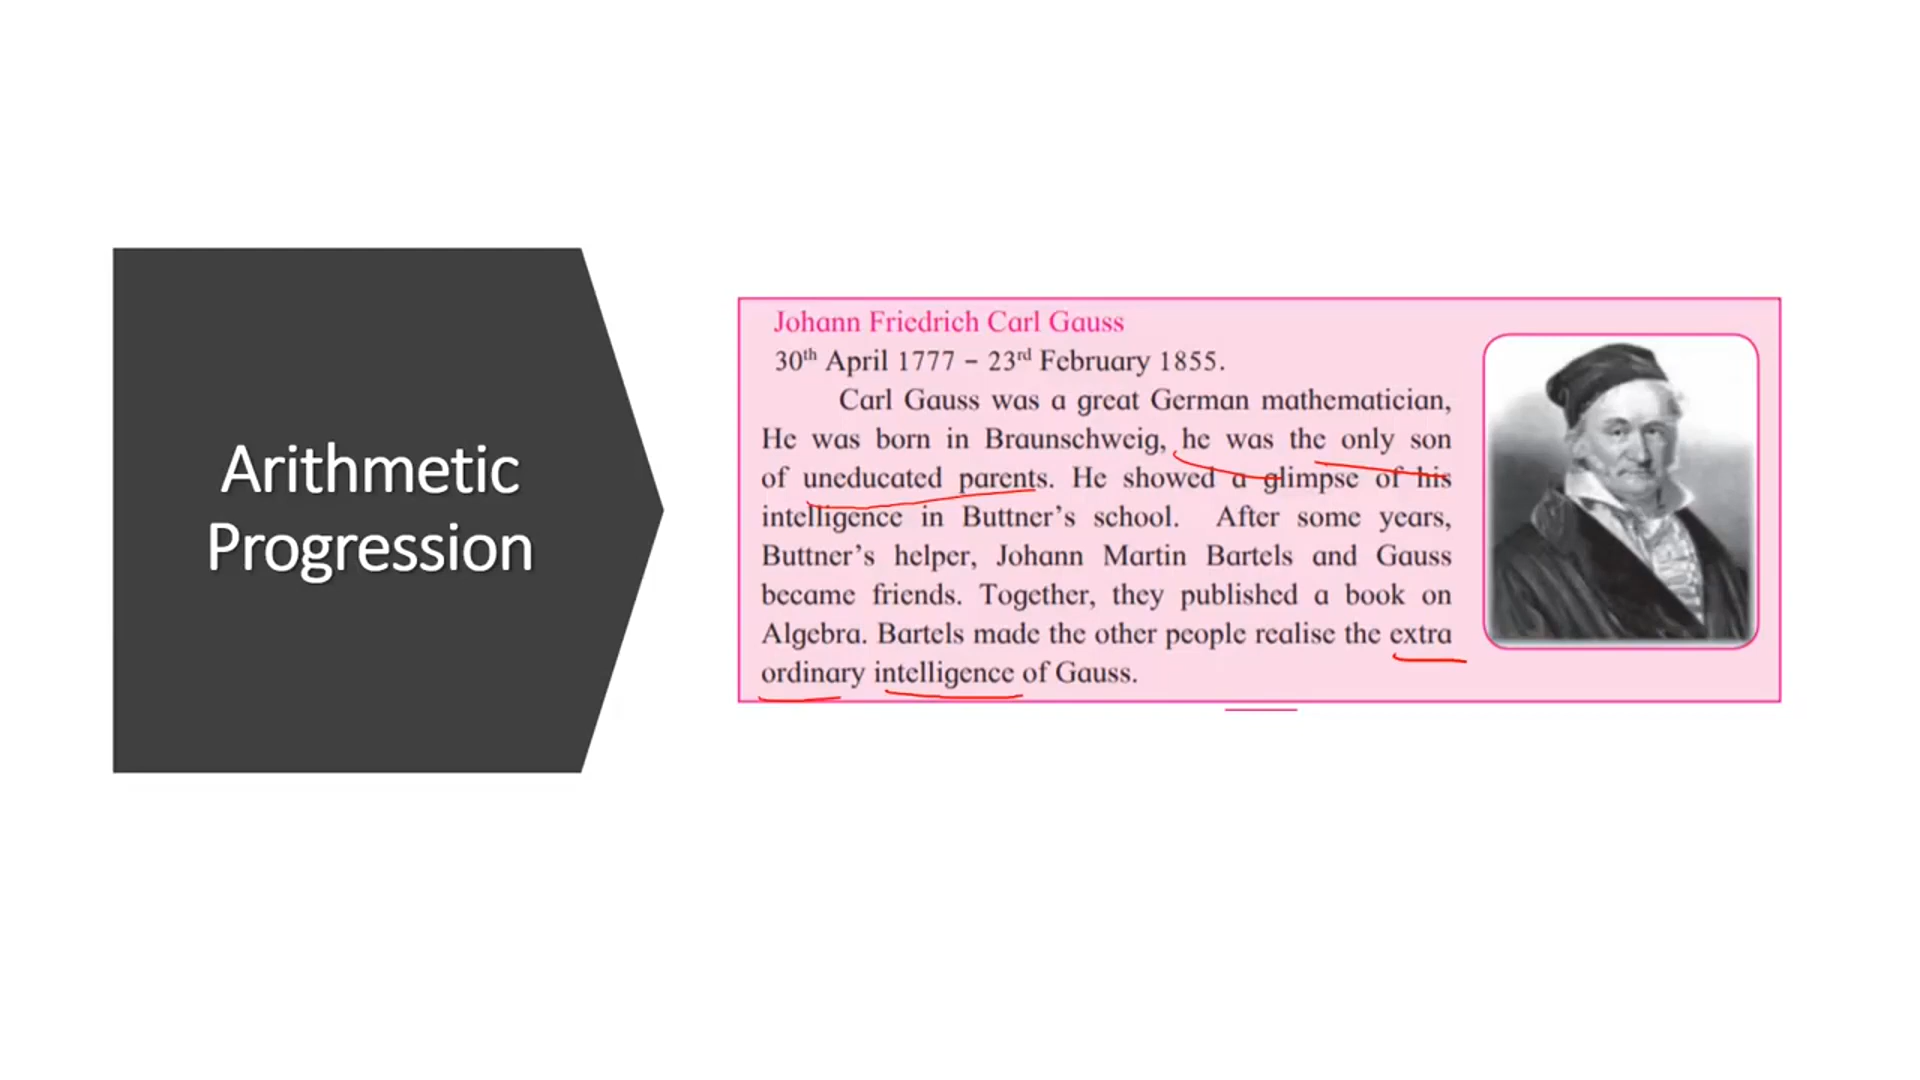 Arithmetic
Progression
Johann Friedrich Carl Gauss
30th April 1777 – 23rd February 1855.
Carl Gauss was a great German mathematician,
He was born in Braunschweig, he was the only son
of uneducated parents. He showed a glimpse of his
intelligence in Buttner's school. After some years,
Buttner's helper, Johann Martin Bartels and Gauss
became friends. Together, they published a book on
Algebra. Bartels made the other people realise the extra
ordinary intelligence of Gauss.